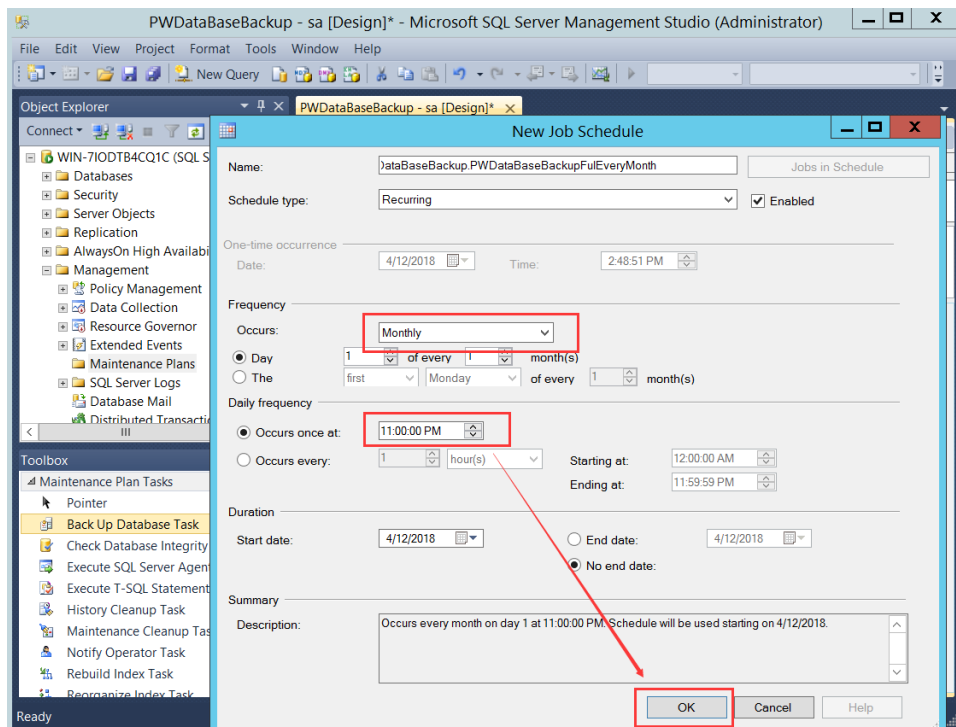 PWDataBaseBackup - sa [Design]* - Microsoft SQL Server Management Studio (Administrator)
File Edit View Project Format Tools Window Help
New Query
Object Explorer
PWDataBaseBackup - sa [Design]*
Connect
WIN-7IODTB4CQ1C (SQL S
Databases
Security
Server Objects
Replication
AlwaysOn High Availabi
Management
Policy Management
Data Collection
Resource Governor
Extended Events
Maintenance Plans
SQL Server Logs
Database Mail
Distributed Transacti
Toolbox
Maintenance Plan Tasks
Pointer
Back Up Database Task
Check Database Integrity
Execute SQL Server Agen
Execute T-SQL Statement
History Cleanup Task
Maintenance Cleanup Tas
Notify Operator Task
Rebuild Index Task
Reorganize Index Task
Ready
New Job Schedule
Name: DataBaseBackup.PWDataBaseBackupFulEveryMonth Jobs in Schedule
Schedule type: Recurring Enabled
One-time occurrence
Date: 4/12/2018 Time: 2:48:51 PM
Frequency
Occurs: Monthly
Day 1 of every 1 month(s)
The first Monday of every 1 month(s)
Daily frequency
Occurs once at: 11:00:00 PM
Occurs every: 1 hour(s) Starting at: 12:00:00 AM
Ending at: 11:59:59 PM
Duration
Start date: 4/12/2018 End date: 4/12/2018
No end date:
Summary
Description: Occurs every month on day 1 at 11:00:00 PM. Schedule will be used starting on 4/12/2018.
OK Cancel Help